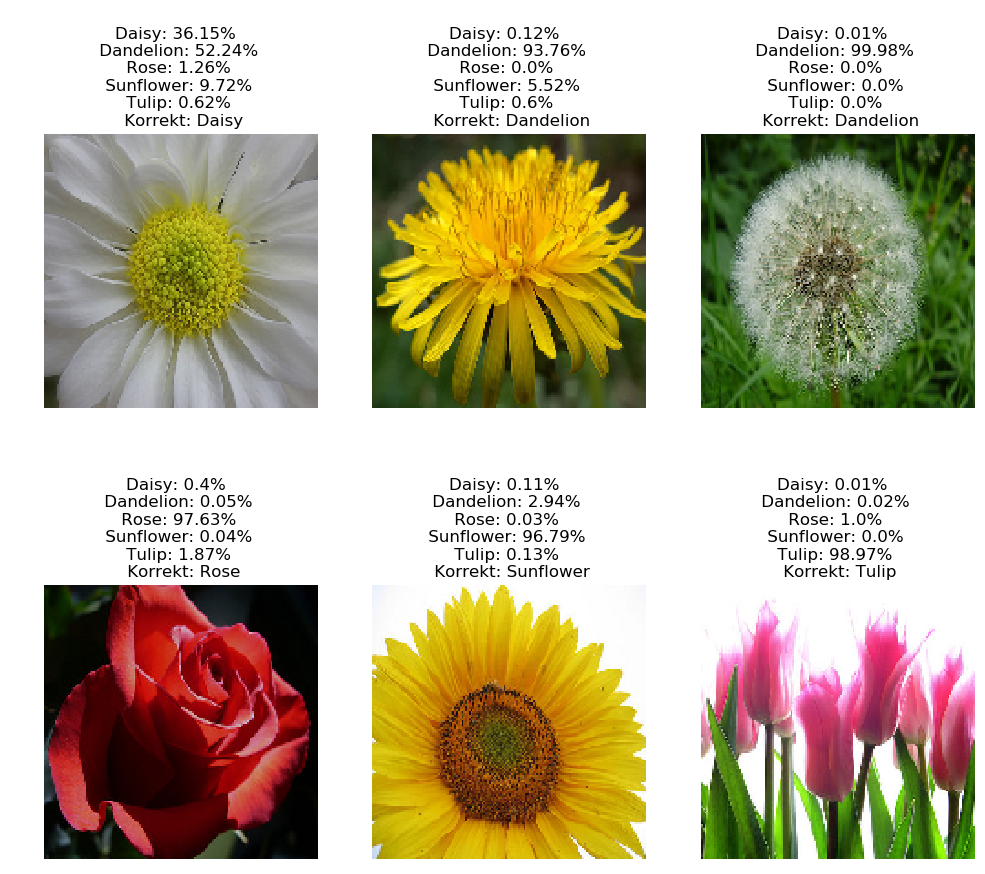 Daisy: 36.15%
Dandelion: 52.24%
Rose: 1.26%
Sunflower: 9.72%
Tulip: 0.62%
Korrekt: Daisy
Daisy: 0.12%
Dandelion: 93.76%
Rose: 0.0%
Sunflower: 5.52%
Tulip: 0.6%
Korrekt: Dandelion
Daisy: 0.01%
Dandelion: 99.98%
Rose: 0.0%
Sunflower: 0.0%
Tulip: 0.0%
Korrekt: Dandelion
Daisy: 0.4%
Dandelion: 0.05%
Rose: 97.63%
Sunflower: 0.04%
Tulip: 1.87%
Korrekt: Rose
Daisy: 0.11%
Dandelion: 2.94%
Rose: 0.03%
Sunflower: 96.79%
Tulip: 0.13%
Korrekt: Sunflower
Daisy: 0.01%
Dandelion: 0.02%
Rose: 1.0%
Sunflower: 0.0%
Tulip: 98.97%
Korrekt: Tulip